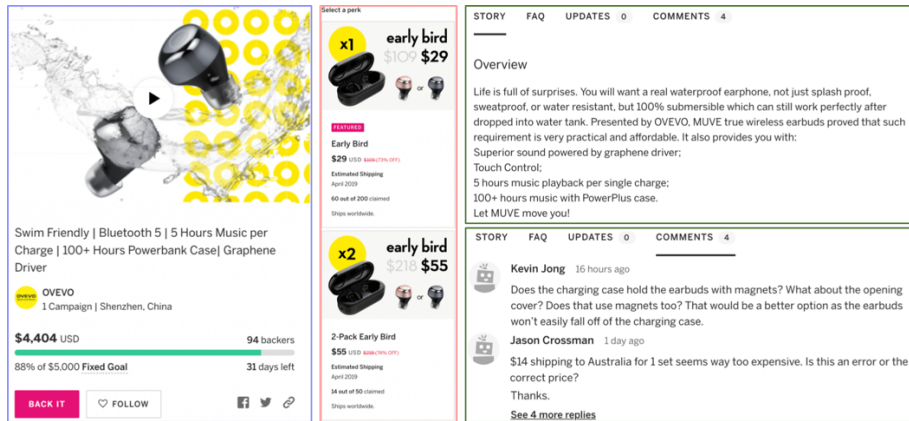 Swim Friendly | Bluetooth 5 | 5 Hours Music per
Charge | 100+ Hours Powerbank Case| Graphene
Driver
OVEVO
OVEVO
1 Campaign | Shenzhen, China
$4,404 USD
94 backers
88% of $5,000 Fixed Goal
31 days left
BACK IT
FOLLOW
Select a perk
x1
early bird
$109 $29
or
FEATURED
Early Bird
$29 USD $109 (73% OFF)
Estimated Shipping
April 2019
60 out of 200 claimed
Ships worldwide.
x2
early bird
$218 $55
or
2-Pack Early Bird
$55 USD
Estimated Shipping
April 2019
14 out of 50 claimed
Ships worldwide.
STORY FAQ UPDATES 0 COMMENTS 4
Overview
Life is full of surprises. You will want a real waterproof earphone, not just splash proof,
sweatproof, or water resistant, but 100% submersible which can still work perfectly after
dropped into water tank. Presented by OVEVO, MUVE true wireless earbuds proved that such
requirement is very practical and affordable. It also provides you with:
Superior sound powered by graphene driver;
Touch Control;
5 hours music playback per single charge;
100+ hours music with PowerPlus case.
Let MUVE move you!
STORY FAQ UPDATES 0 COMMENTS 4
Kevin Jong 16 hours ago
Does the charging case hold the earbuds with magnets? What about the opening
cover? Does that use magnets too? That would be a better option as the earbuds
won't easily fall off of the charging case.
Jason Crossman 1 day ago
$14 shipping to Australia for 1 set seems way too expensive. Is this an error or the
correct price?
Thanks.
See 4 more replies